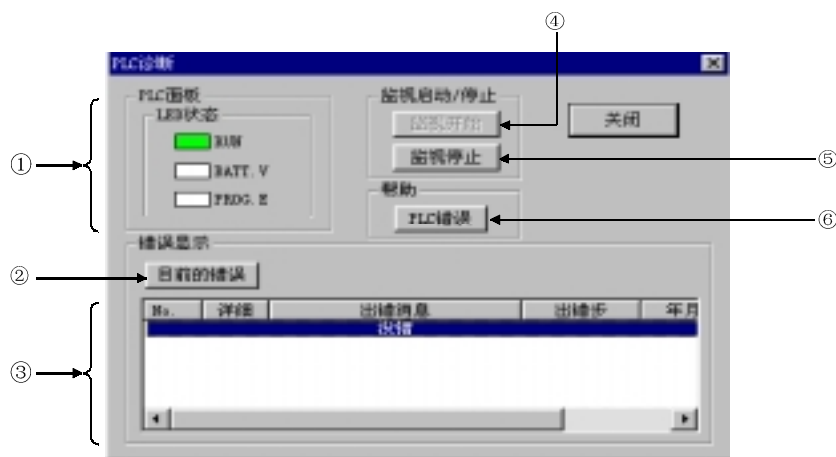 ④
PLC诊断
PLC面板
监视启动/停止
LED状态
监视开始
关闭
①
RUN
监视停止
⑤
BATT. V
帮助
PROG. E
PLC错误
⑥
错误显示
②
目前的错误
No. 详细 出错消息 出错步 年月
没错
③